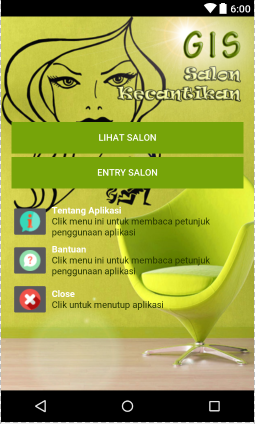 6:00
GIS
Salon
Kecantikan
LIHAT SALON
ENTRY SALON
Tentang Aplikasi
Clik menu ini untuk membaca petunjuk
penggunaan aplikasi
Bantuan
Clik menu ini untuk membaca petunjuk
penggunaan aplikasi
Close
Clik untuk menutup aplikasi